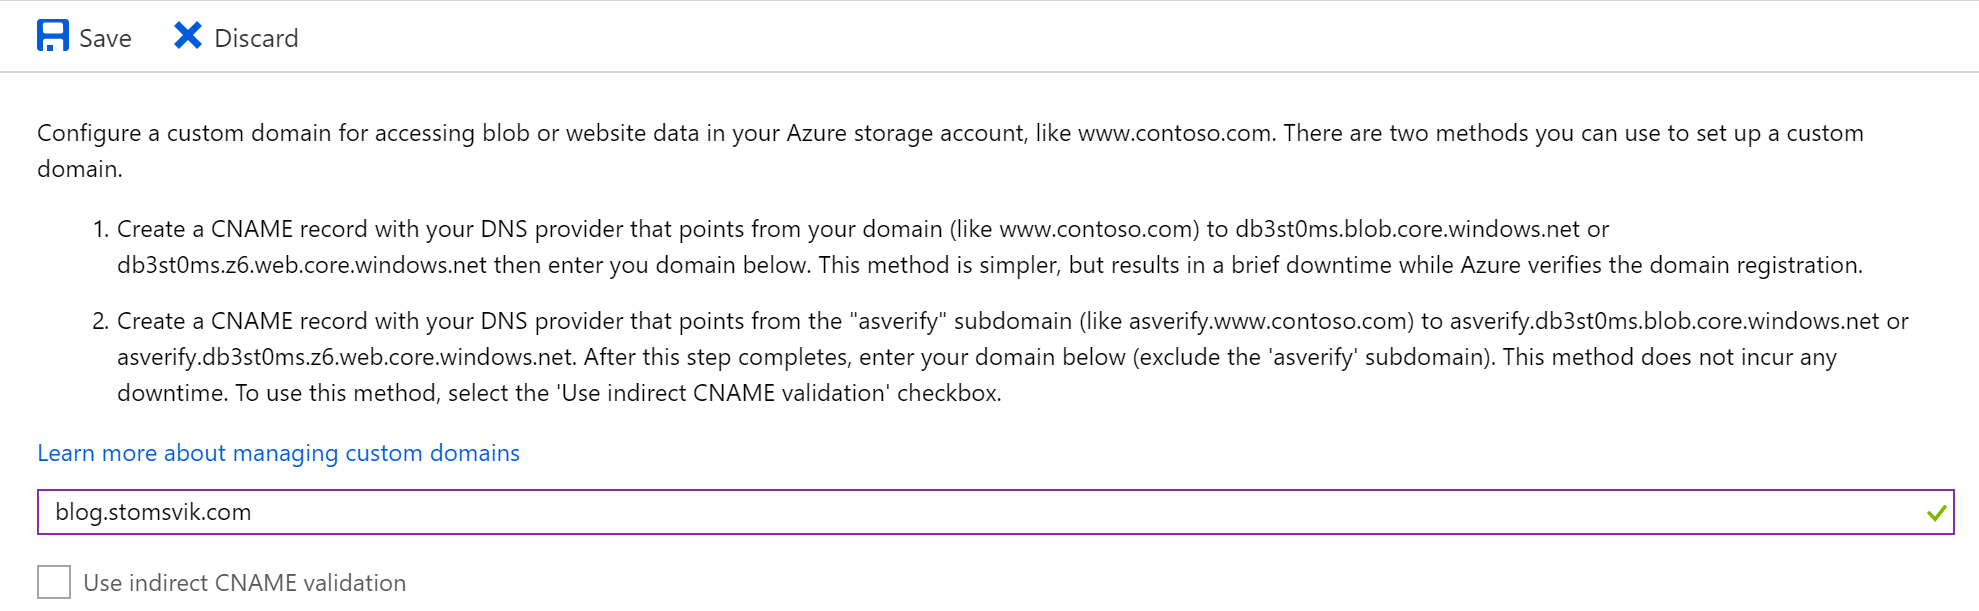 Save Discard
Configure a custom domain for accessing blob or website data in your Azure storage account, like www.contoso.com. There are two methods you can use to set up a custom
domain.
1. Create a CNAME record with your DNS provider that points from your domain (like www.contoso.com) to db3st0ms.blob.core.windows.net or
db3st0ms.z6.web.core.windows.net then enter you domain below. This method is simpler, but results in a brief downtime while Azure verifies the domain registration.
2. Create a CNAME record with your DNS provider that points from the "asverify" subdomain (like asverify.www.contoso.com) to asverify.db3st0ms.blob.core.windows.net or
asverify.db3st0ms.z6.web.core.windows.net. After this step completes, enter your domain below (exclude the 'asverify' subdomain). This method does not incur any
downtime. To use this method, select the 'Use indirect CNAME validation' checkbox.
Learn more about managing custom domains
blog.stomsvik.com
Use indirect CNAME validation